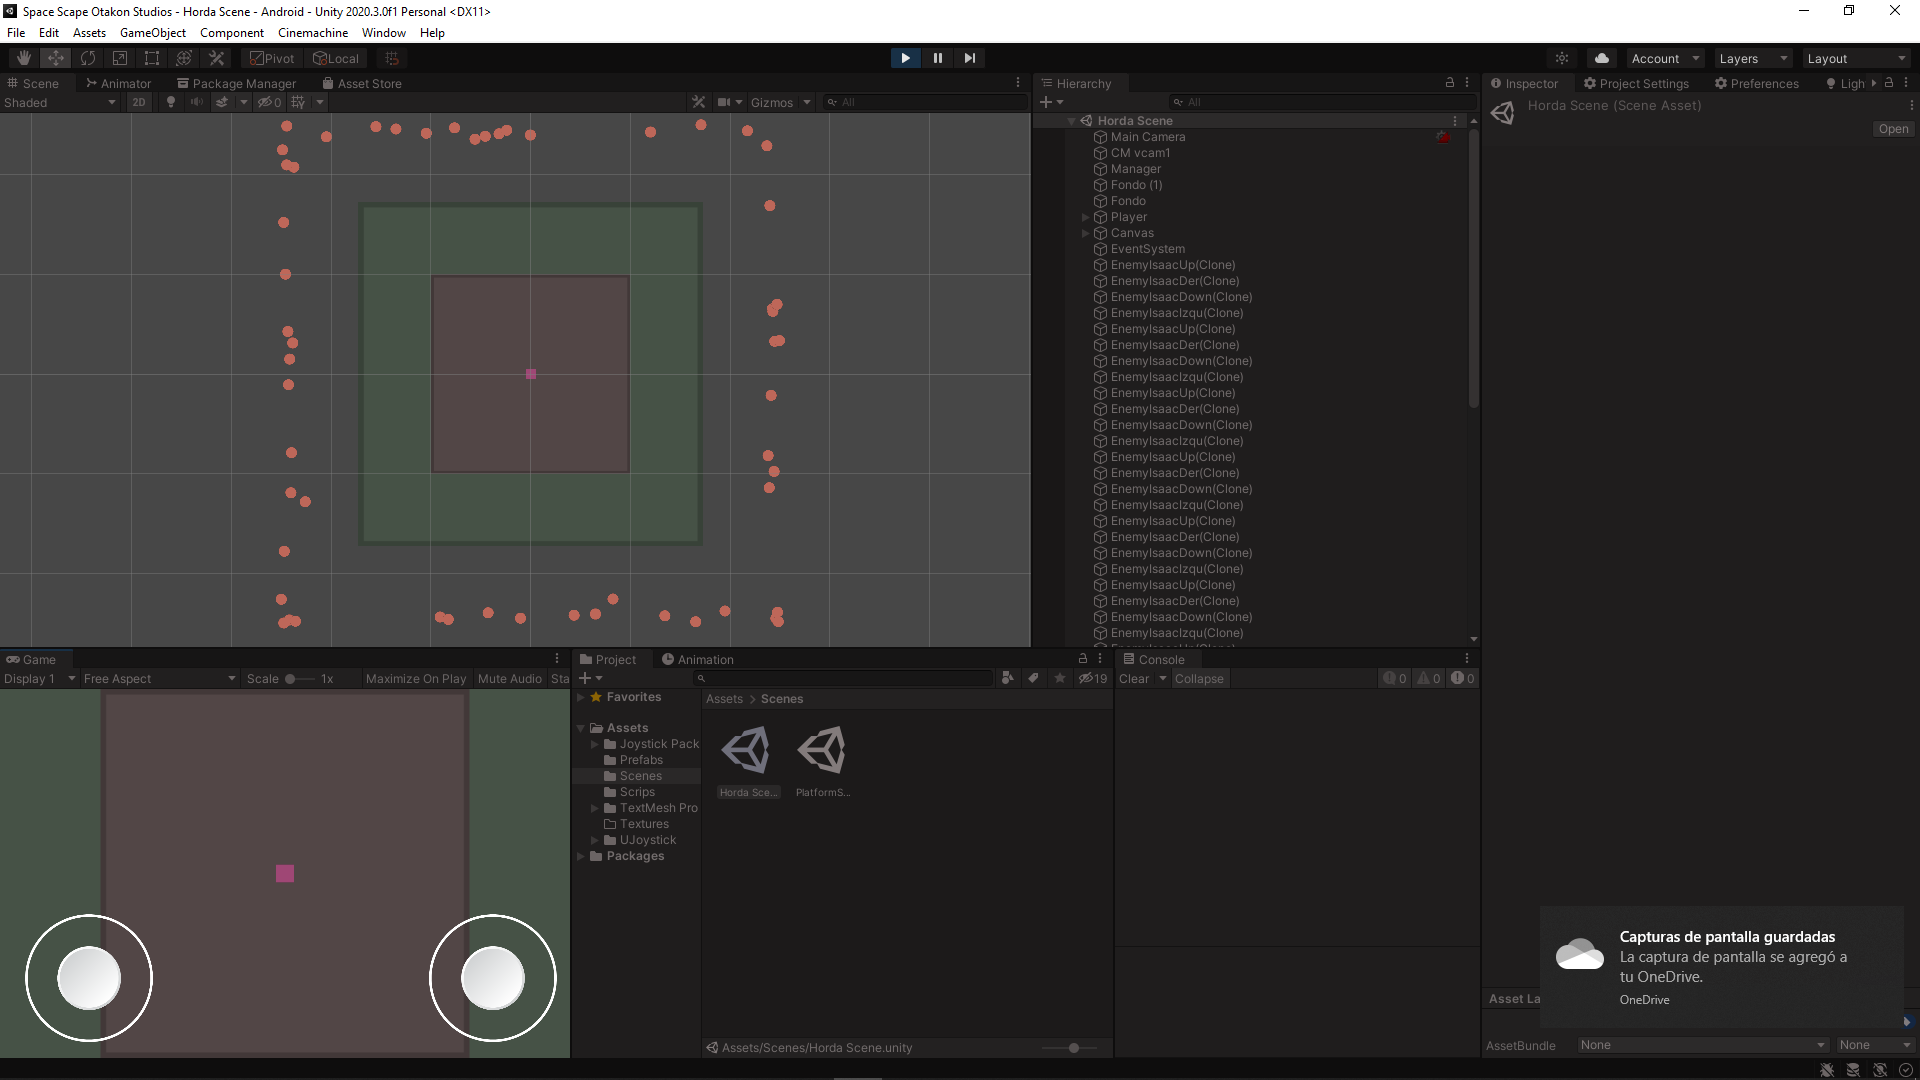 Space Scape Otakon Studios - Horda Scene - Android - Unity 2020.3.0f1 Personal <DX11>
File Edit Assets GameObject Component Cinemachine Window Help
Pivot Local Account Layers Layout
Scene Animator Package Manager Asset Store
Shaded 2D 0 Gizmos All
Hierarchy
All
Horda Scene
Main Camera
CM vcam1
Manager
Fondo (1)
Fondo
Player
Canvas
EventSystem
EnemyIsaacUp(Clone)
EnemyIsaacDer(Clone)
EnemyIsaacDown(Clone)
EnemyIsaacIzqu(Clone)
EnemyIsaacUp(Clone)
EnemyIsaacDer(Clone)
EnemyIsaacDown(Clone)
EnemyIsaacIzqu(Clone)
EnemyIsaacUp(Clone)
EnemyIsaacDer(Clone)
EnemyIsaacDown(Clone)
EnemyIsaacIzqu(Clone)
EnemyIsaacUp(Clone)
EnemyIsaacDer(Clone)
EnemyIsaacDown(Clone)
EnemyIsaacIzqu(Clone)
EnemyIsaacUp(Clone)
EnemyIsaacDer(Clone)
EnemyIsaacDown(Clone)
EnemyIsaacIzqu(Clone)
EnemyIsaacUp(Clone)
EnemyIsaacDer(Clone)
EnemyIsaacDown(Clone)
EnemyIsaacIzqu(Clone)
Inspector Project Settings Preferences Ligh
Horda Scene (Scene Asset)
Open
Game
Display 1 Free Aspect Scale 1x Maximize On Play Mute Audio Sta
Project Animation
19
Favorites
Assets
Joystick Pack
Prefabs
Scenes
Scrips
TextMesh Pro
Textures
UJoystick
Packages
Assets > Scenes
Horda Sce... PlatformS...
Assets/Scenes/Horda Scene.unity
Console
Clear Collapse 0 0 0
Capturas de pantalla guardadas
La captura de pantalla se agregó a
tu OneDrive.
OneDrive
Asset La
AssetBundle None None